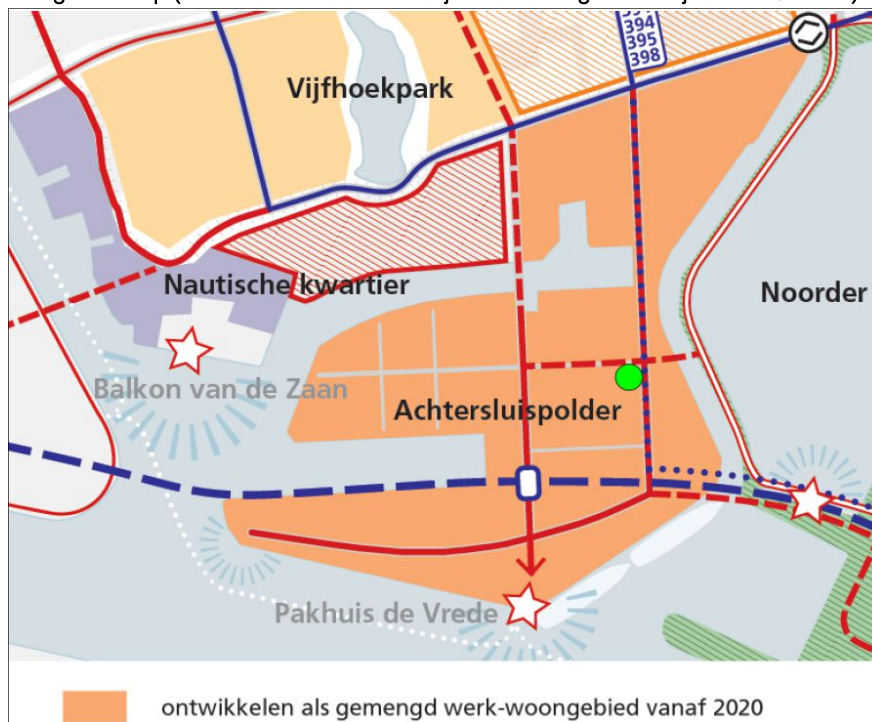 394
395
398
Vijfhoekpark
Nautische kwartier
Noorder
Balkon van de Zaan
Achtersluispolder
Pakhuis de Vrede
ontwikkelen als gemengd werk-woongebied vanaf 2020